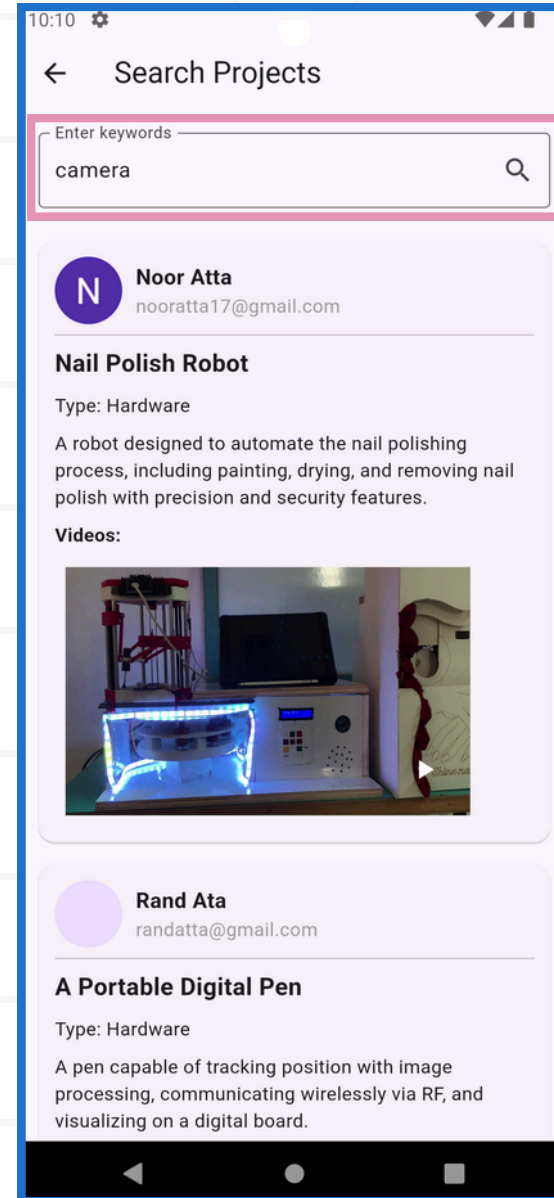 10:10
Search Projects
Enter keywords
camera
N
Noor Atta
nooratta17@gmail.com
Nail Polish Robot
Type: Hardware
A robot designed to automate the nail polishing
process, including painting, drying, and removing nail
polish with precision and security features.
Videos:
Rand Ata
randatta@gmail.com
A Portable Digital Pen
Type: Hardware
A pen capable of tracking position with image
processing, communicating wirelessly via RF, and
visualizing on a digital board.